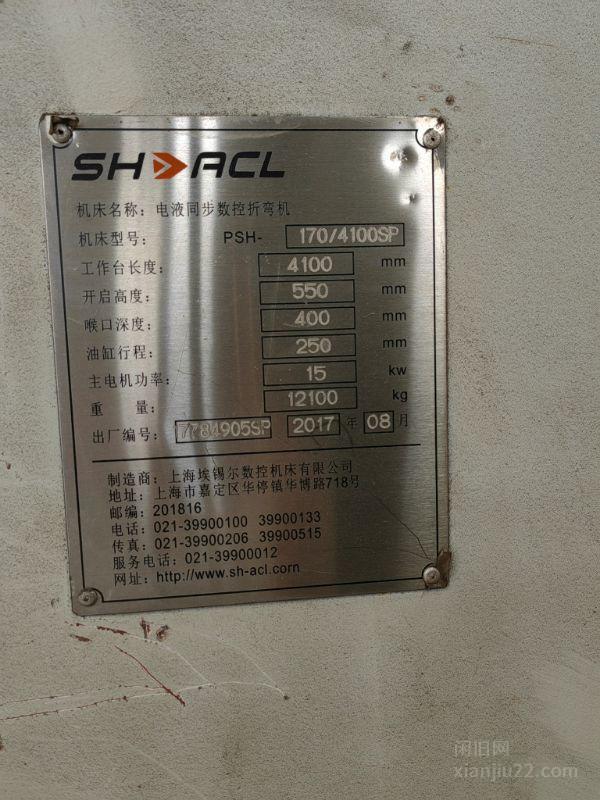 SH ACL
机床名称: 电液同步数控折弯机
机床型号: PSH- 170/4100SP
工作台长度: 4100 mm
开启高度: 550 mm
喉口深度: 400 mm
油缸行程: 250 mm
主电机功率: 15 kw
重 量: 12100 kg
出厂编号: 7784905SP 2017 年 08 月
制造商: 上海埃锡尔数控机床有限公司
地址: 上海市嘉定区华停镇华博路718号
邮编: 201816
电话: 021-39900100 39900133
传真: 021-39900206 39900515
服务电话: 021-39900012
网址: http://www.sh-acl.com
闲旧网
xianjiu22.com